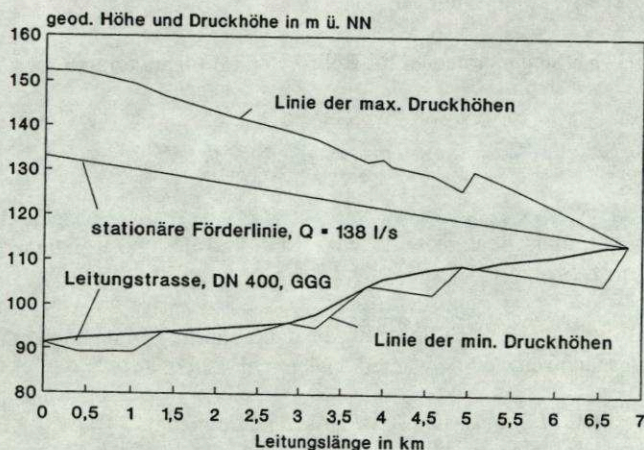 geod. Höhe und Druckhöhe in m ü. NN
160
150
140
130
120
110
100
90
80
Linie der max. Druckhöhen
stationäre Förderlinie, Q = 138 l/s
Leitungstrasse, DN 400, GGG
Linie der min. Druckhöhen
0 0,5 1 1,5 2 2,5 3 3,5 4 4,5 5 5,5 6 6,5 7
Leitungslänge in km